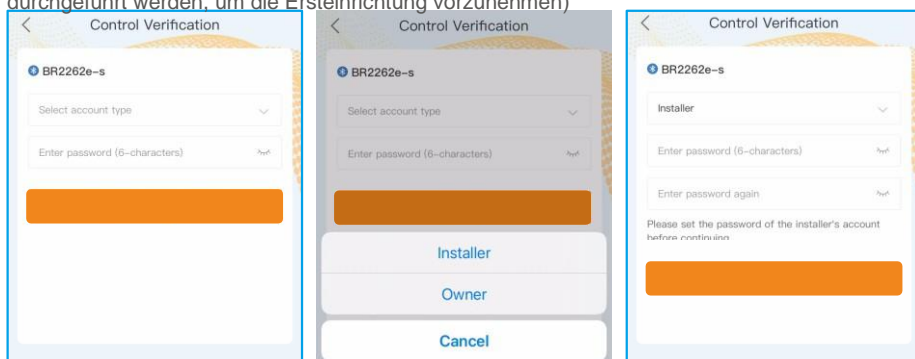 durchgeführt werden, um die Ersteinrichtung vorzunehmen)
Control Verification
BR2262e-s
Select account type
Enter password (6-characters)
Control Verification
BR2262e-s
Select account type
Enter password (6-characters)
Installer
Owner
Cancel
Control Verification
BR2262e-s
Installer
Enter password (6-characters)
Enter password again
Please set the password of the installer's account
before continuing